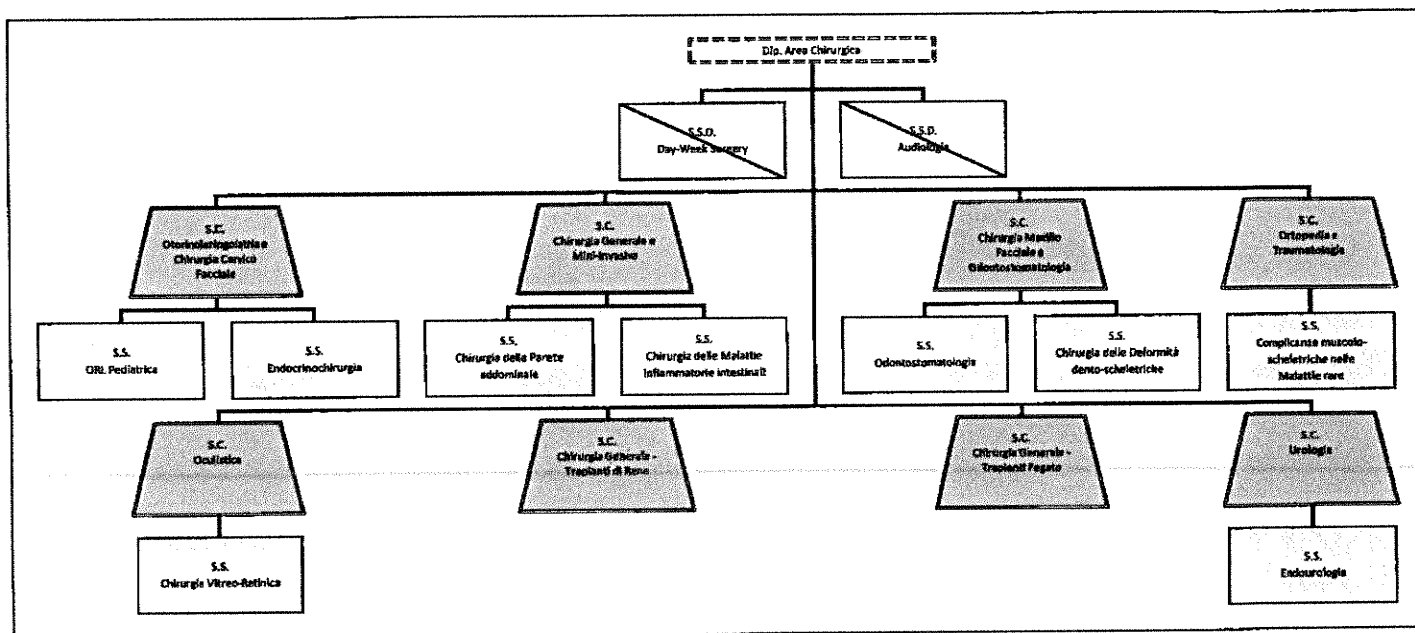 Dip. Area Chirurgica
S.S.D.
Day-Week Surgery
S.S.D.
Audiologia
S.C.
Otorinolaringoiatria e
Chirurgia Cervico
Facciale
S.C.
Chirurgia Generale e
Mini-invasiva
S.C.
Chirurgia Maxillo
Facciale e
Odontostomatologia
S.C.
Ortopedia e
Traumatologia
S.S.
ORL Pediatrica
S.S.
Endocrinochirurgia
S.S.
Chirurgia della Parete
addominale
S.S.
Chirurgia delle Malattie
Infiammatorie intestinali
S.S.
Odontostomatologia
S.S.
Chirurgia delle Deformità
dento-scheletriche
S.S.
Complicanze muscolo-
scheletriche nelle
Malattie rare
S.C.
Oculistica
S.C.
Chirurgia Generale -
Trapianti di Rene
S.C.
Chirurgia Generale -
Trapianti Fegato
S.C.
Urologia
S.S.
Chirurgia Vitreo-Retinica
S.S.
Endourologia